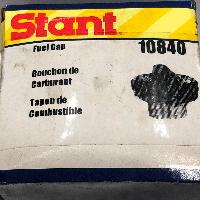 Stant
Fuel Cap
10840
Bouchon de
Carburant
Tapon de
Combustible